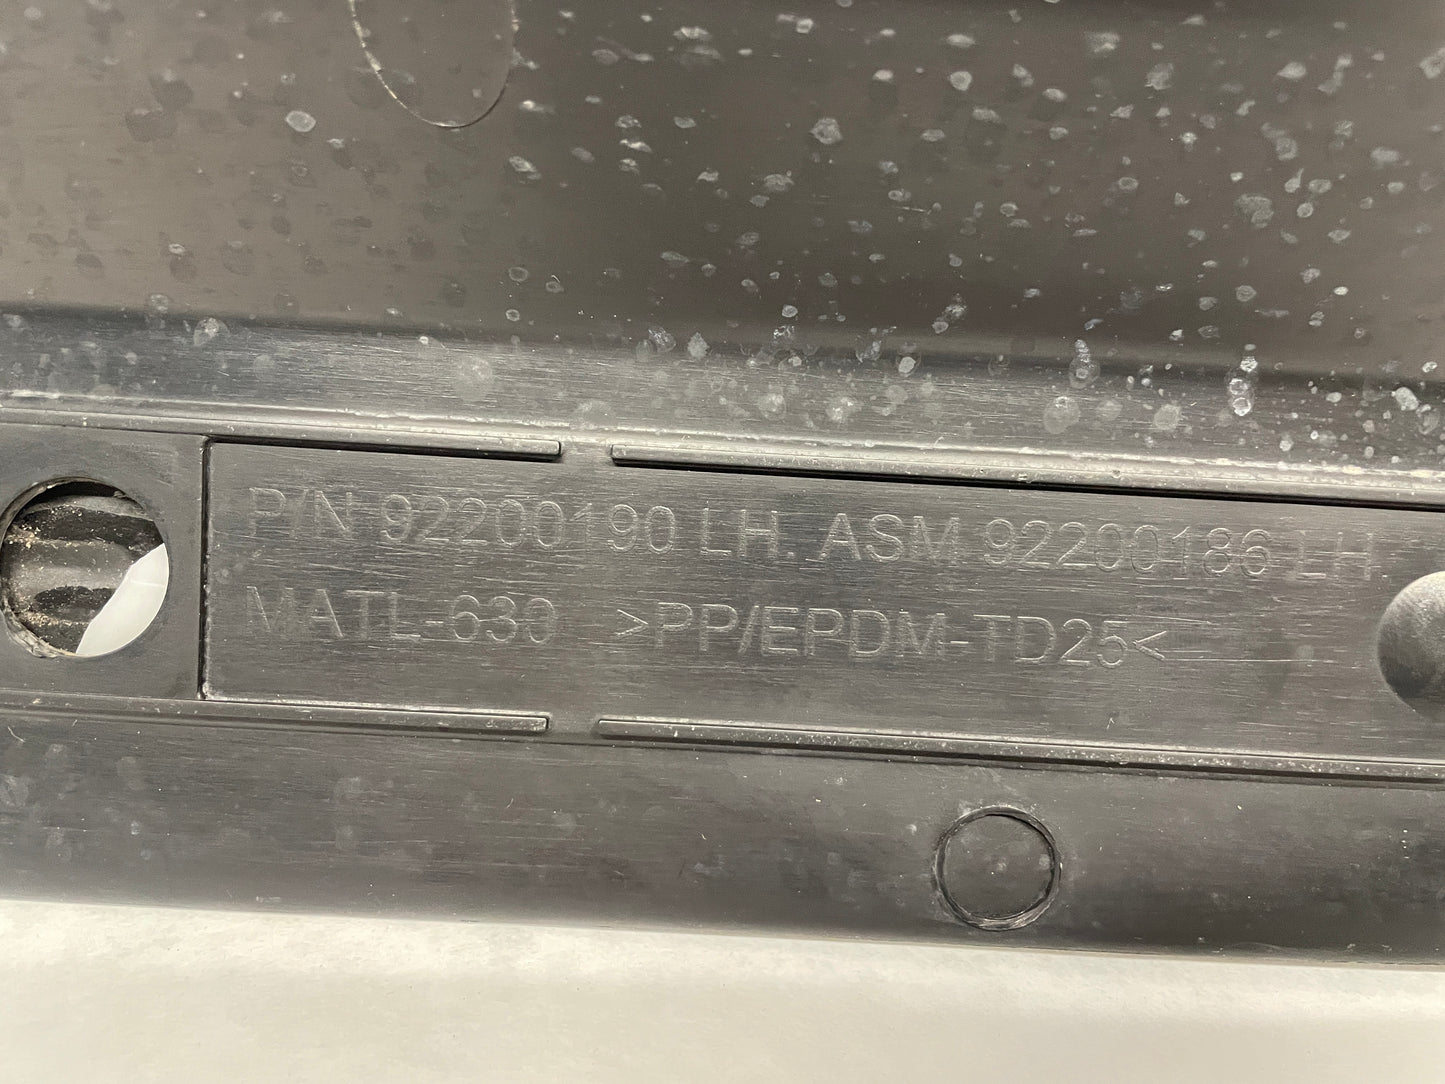 P/N 92200190 LH. ASM 92200186 LH
MATL-630 >PP/EPDM-TD25<